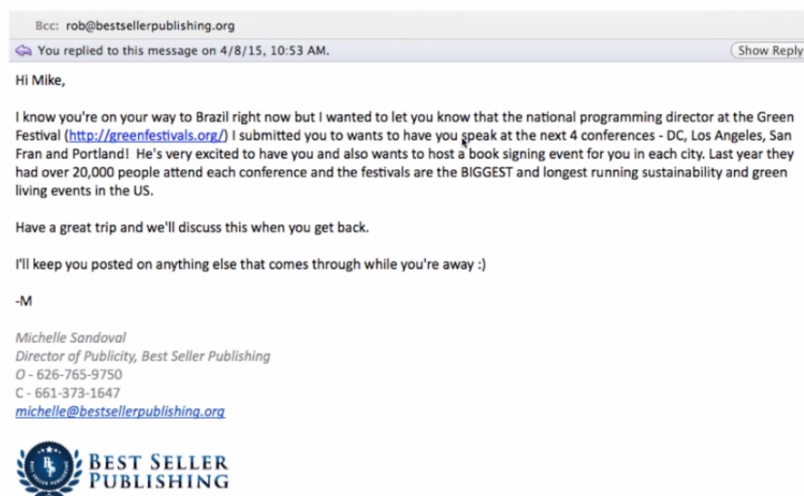 Bcc: rob@bestsellerpublishing.org
You replied to this message on 4/8/15, 10:53 AM.
Show Reply
Hi Mike,
I know you're on your way to Brazil right now but I wanted to let you know that the national programming director at the Green
Festival (http://greenfestivals.org/) I submitted you to wants to have you speak at the next 4 conferences - DC, Los Angeles, San
Fran and Portland!  He's very excited to have you and also wants to host a book signing event for you in each city. Last year they
had over 20,000 people attend each conference and the festivals are the BIGGEST and longest running sustainability and green
living events in the US.
Have a great trip and we'll discuss this when you get back.
I'll keep you posted on anything else that comes through while you're away :)
-M
Michelle Sandoval
Director of Publicity, Best Seller Publishing
O - 626-765-9750
C - 661-373-1647
michelle@bestsellerpublishing.org
BEST SELLER
PUBLISHING